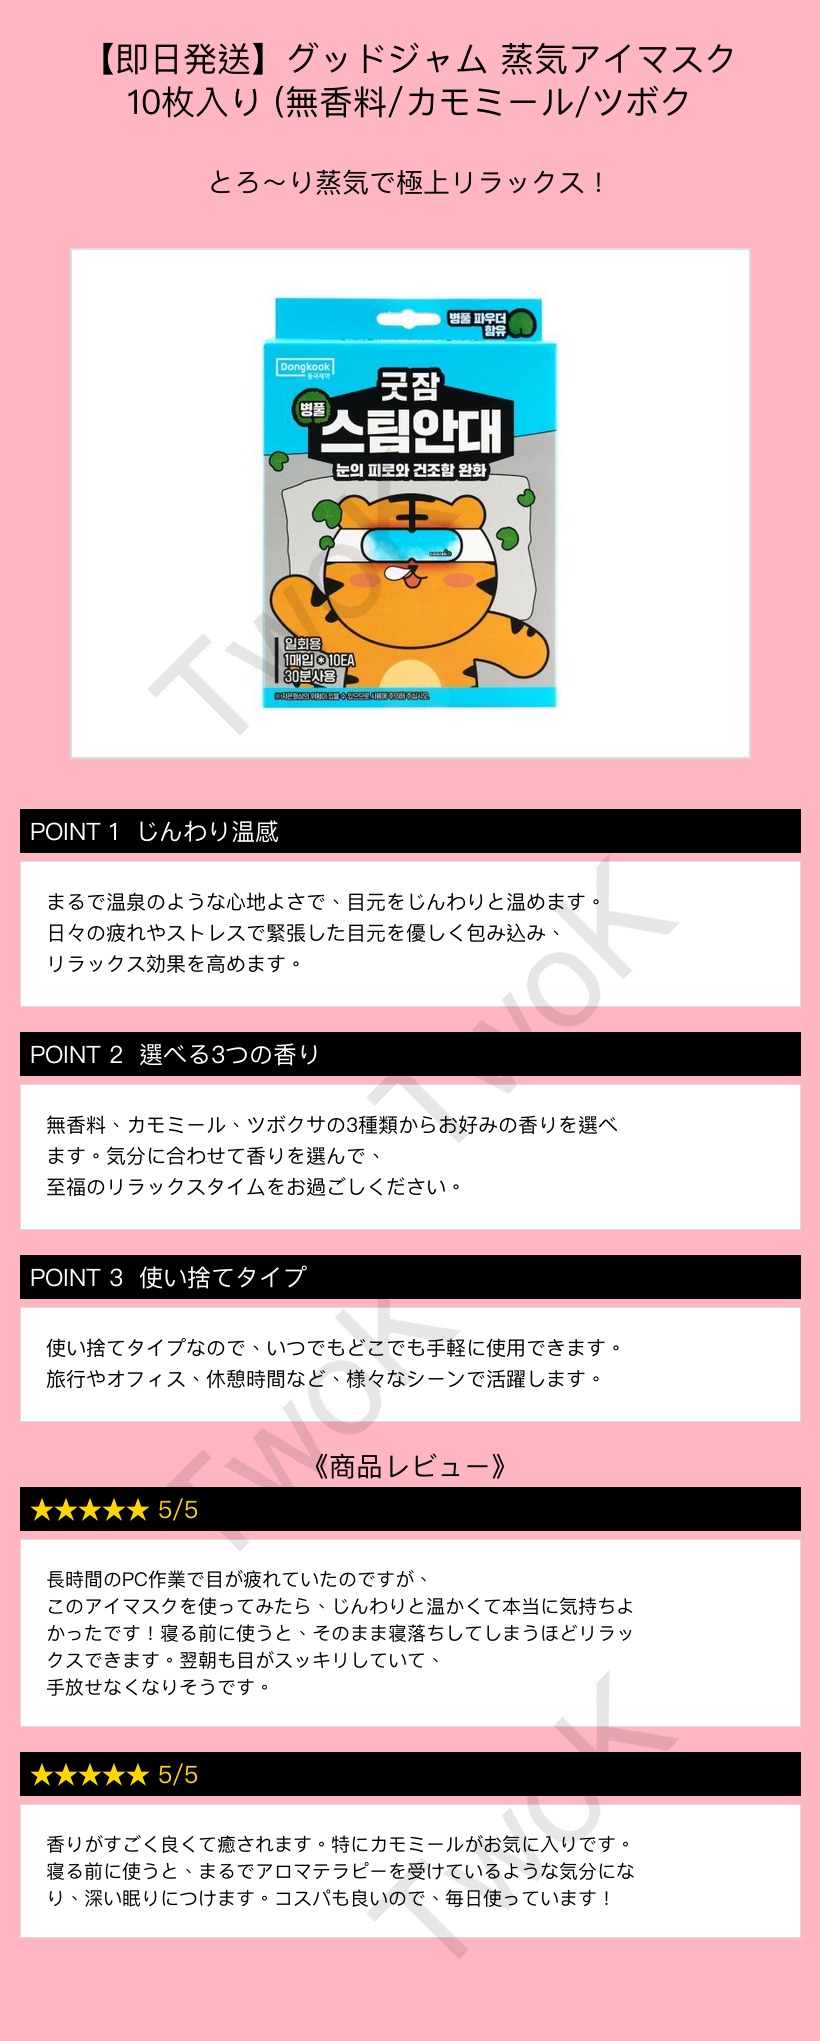 【即日発送】グッドジャム 蒸気アイマスク
10枚入り (無香料/カモミール/ツボク
とろ～り蒸気で極上リラックス！
병풀 파우더
함유
Dongkook
동국제약
굿잠
병풀
스팀안대
눈의 피로와 건조함 완화
일회용
1매입 * 10EA
30분사용
※ 저온화상의 위험이 있을 수 있으므로 사용에 주의해 주십시오.
TwoK
POINT 1 じんわり温感
まるで温泉のような心地よさで、目元をじんわりと温めます。
日々の疲れやストレスで緊張した目元を優しく包み込み、
リラックス効果を高めます。
TwoK
POINT 2 選べる3つの香り
無香料、カモミール、ツボクサの3種類からお好みの香りを選べ
ます。気分に合わせて香りを選んで、
至福のリラックスタイムをお過ごしください。
POINT 3 使い捨てタイプ
使い捨てタイプなので、いつでもどこでも手軽に使用できます。
旅行やオフィス、休憩時間など、様々なシーンで活躍します。
TwoK
《商品レビュー》
★★★★★ 5/5
長時間のPC作業で目が疲れていたのですが、
このアイマスクを使ってみたら、じんわりと温かくて本当に気持ちよ
かったです！寝る前に使うと、そのまま寝落ちしてしまうほどリラッ
クスできます。翌朝も目がスッキリしていて、
手放せなくなりそうです。
★★★★★ 5/5
香りがすごく良くて癒されます。特にカモミールがお気に入りです。
寝る前に使うと、まるでアロマテラピーを受けているような気分にな
り、深い眠りにつけます。コスパも良いので、毎日使っています！
TwoK